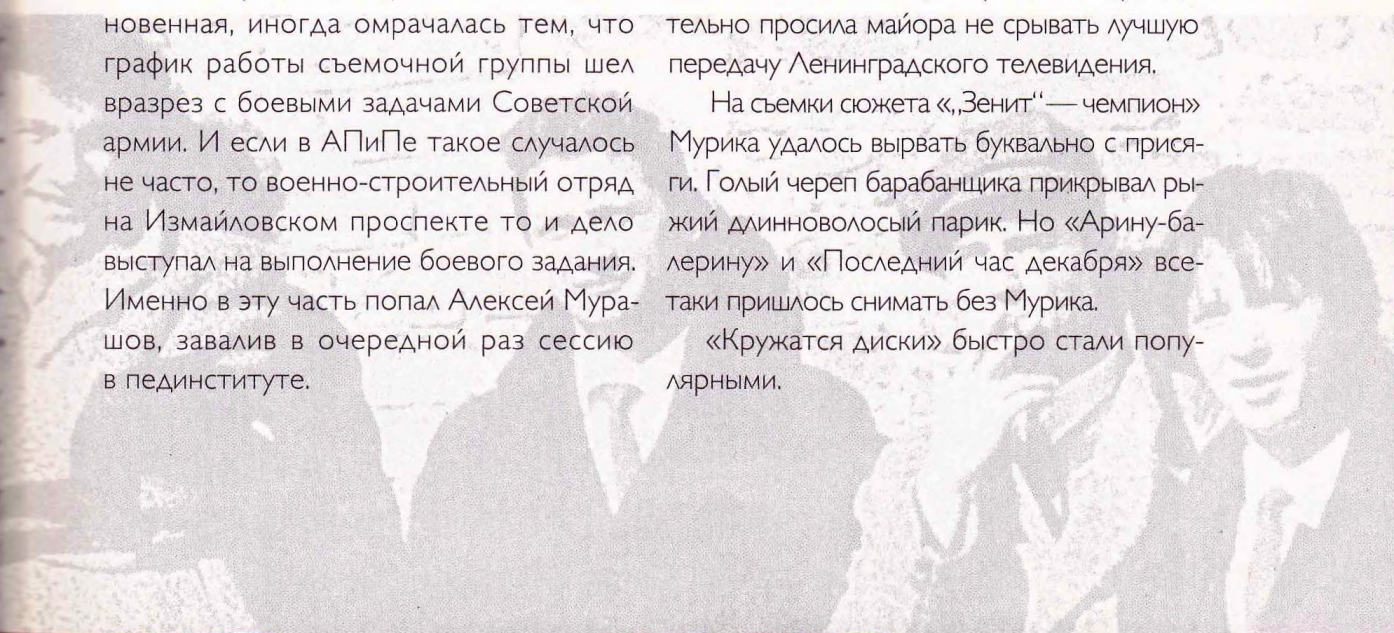 новенная, иногда омрачалась тем, что
график работы съемочной группы шел
вразрез с боевыми задачами Советской
армии. И если в АПиПе такое случалось
не часто, то военно-строительный отряд
на Измайловском проспекте то и дело
выступал на выполнение боевого задания.
Именно в эту часть попал Алексей Мура-
шов, завалив в очередной раз сессию
в пединституте.
тельно просила майора не срывать лучшую
передачу Ленинградского телевидения.
На съемки сюжета «„Зенит“ — чемпион»
Мурика удалось вырвать буквально с прися-
ги. Голый череп барабанщика прикрывал ры-
жий длинноволосый парик. Но «Арину-ба-
лерину» и «Последний час декабря» все-
таки пришлось снимать без Мурика.
«Кружатся диски» быстро стали попу-
лярными.